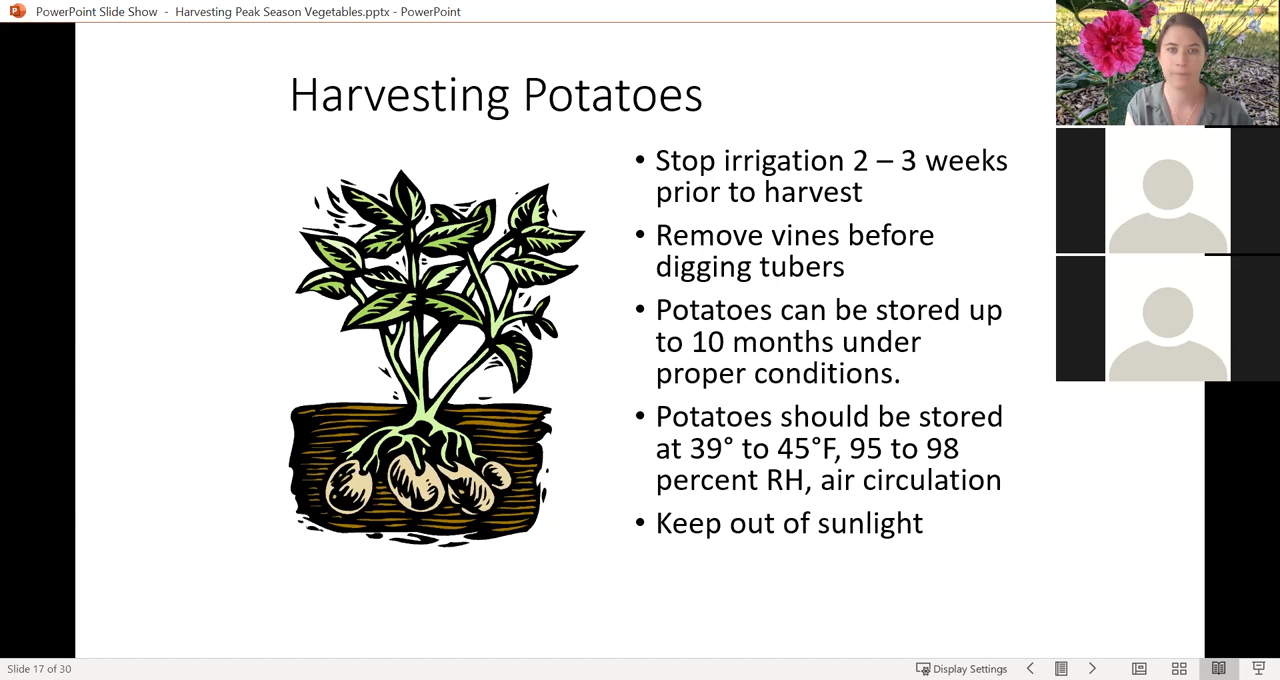 PowerPoint Slide Show - Harvesting Peak Season Vegetables.pptx - PowerPoint
Harvesting Potatoes
• Stop irrigation 2 – 3 weeks
prior to harvest
• Remove vines before
digging tubers
• Potatoes can be stored up
to 10 months under
proper conditions.
• Potatoes should be stored
at 39° to 45°F, 95 to 98
percent RH, air circulation
• Keep out of sunlight
Slide 17 of 30
Display Settings